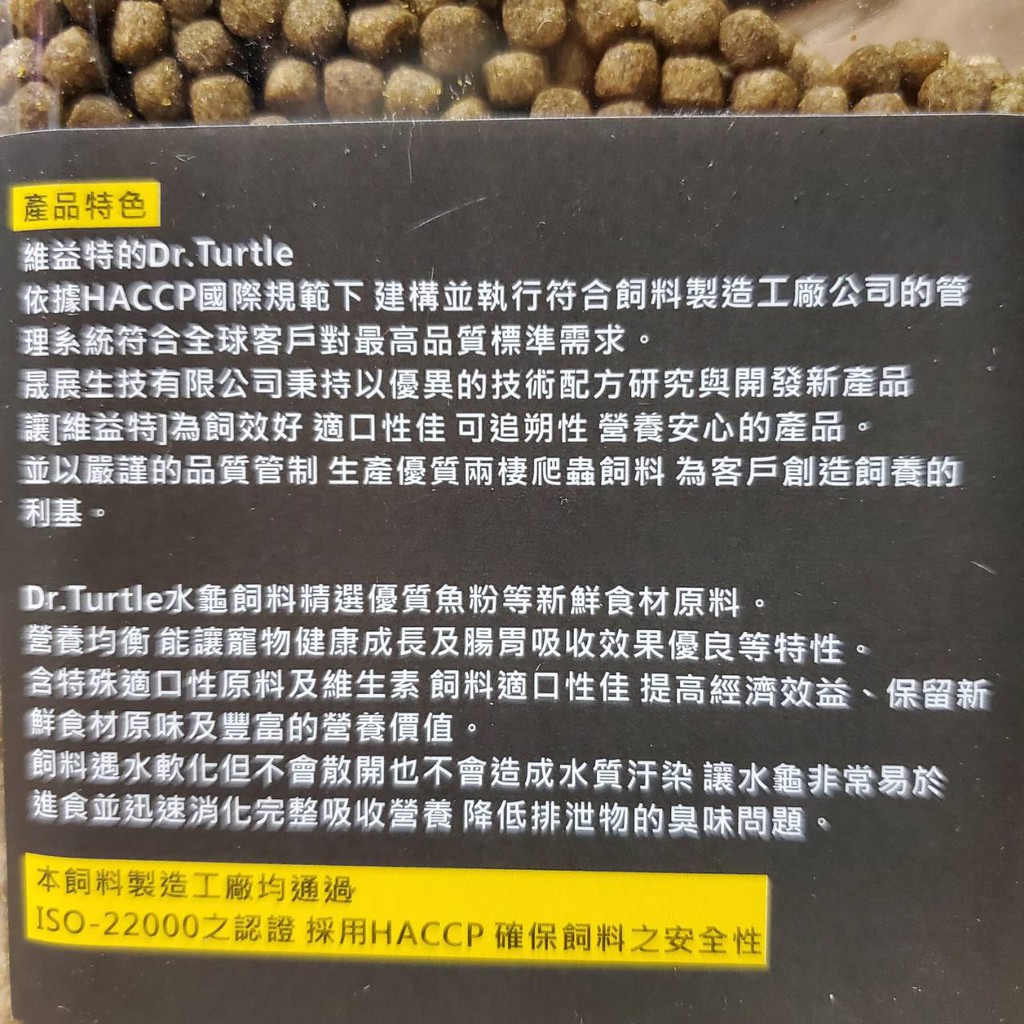 產品特色
維益特的Dr.Turtle
依據HACCP國際規範下 建構並執行符合飼料製造工廠公司的管
理系統符合全球客戶對最高品質標準需求。
晟展生技有限公司秉持以優異的技術配方研究與開發新產品
讓[維益特]為飼效好 適口性佳 可追朔性 營養安心的產品。
並以嚴謹的品質管制 生產優質兩棲爬蟲飼料 為客戶創造飼養的
利基。
Dr.Turtle水龜飼料精選優質魚粉等新鮮食材原料。
營養均衡 能讓寵物健康成長及腸胃吸收效果優良等特性。
含特殊適口性原料及維生素 飼料適口性佳 提高經濟效益、保留新
鮮食材原味及豐富的營養價值。
飼料遇水軟化但不會散開也不會造成水質汙染 讓水龜非常易於
進食並迅速消化完整吸收營養 降低排泄物的臭味問題。
本飼料製造工廠均通過
ISO-22000之認證 採用HACCP 確保飼料之安全性